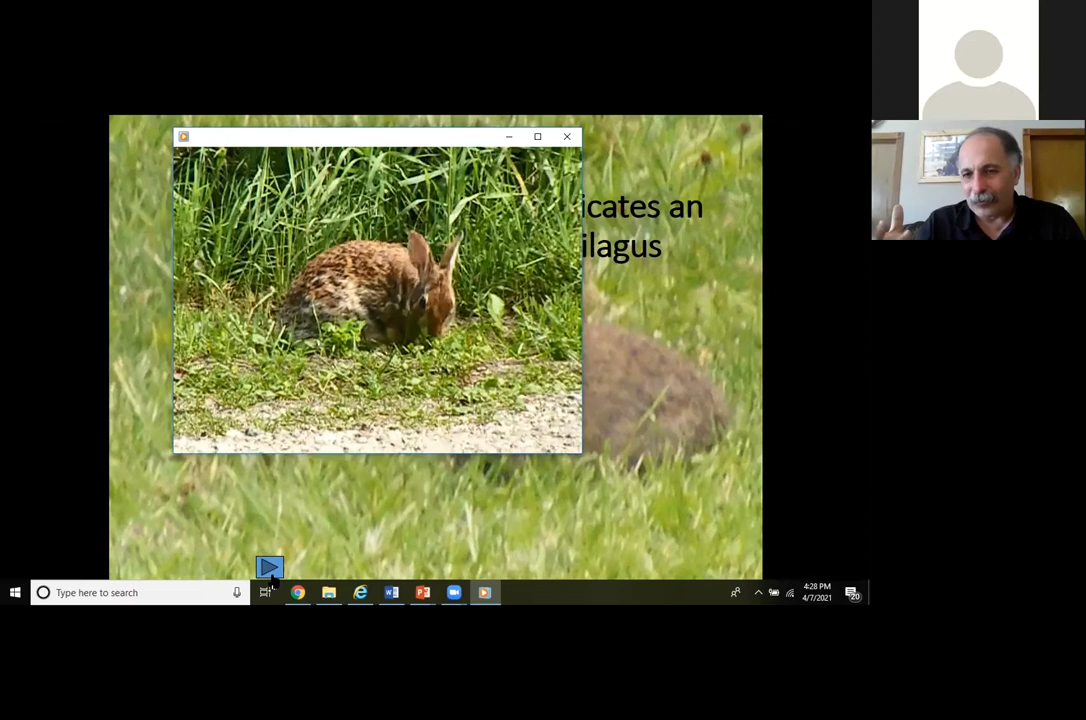 icates an
ilagus
Type here to search
4:28 PM
4/7/2021
20